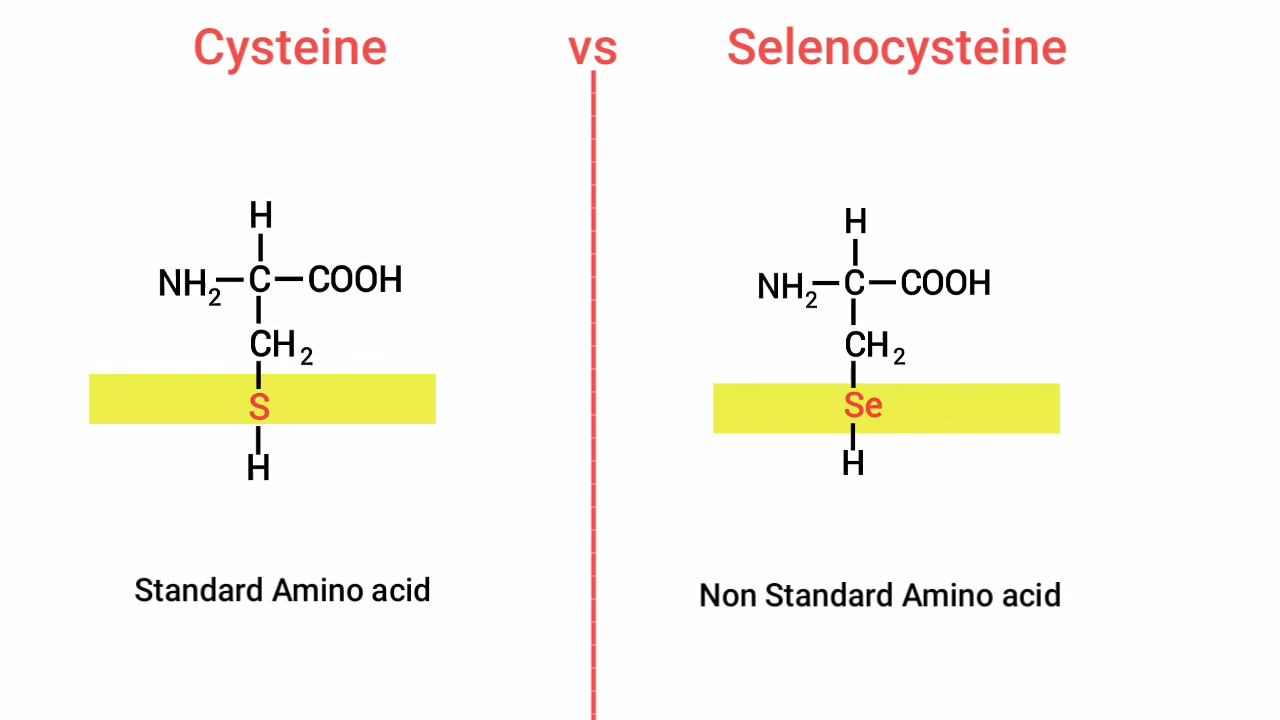 Cysteine vs Selenocysteine
H
NH₂–C–COOH
CH₂
S
H
Standard Amino acid
H
NH₂–C–COOH
CH₂
Se
H
Non Standard Amino acid